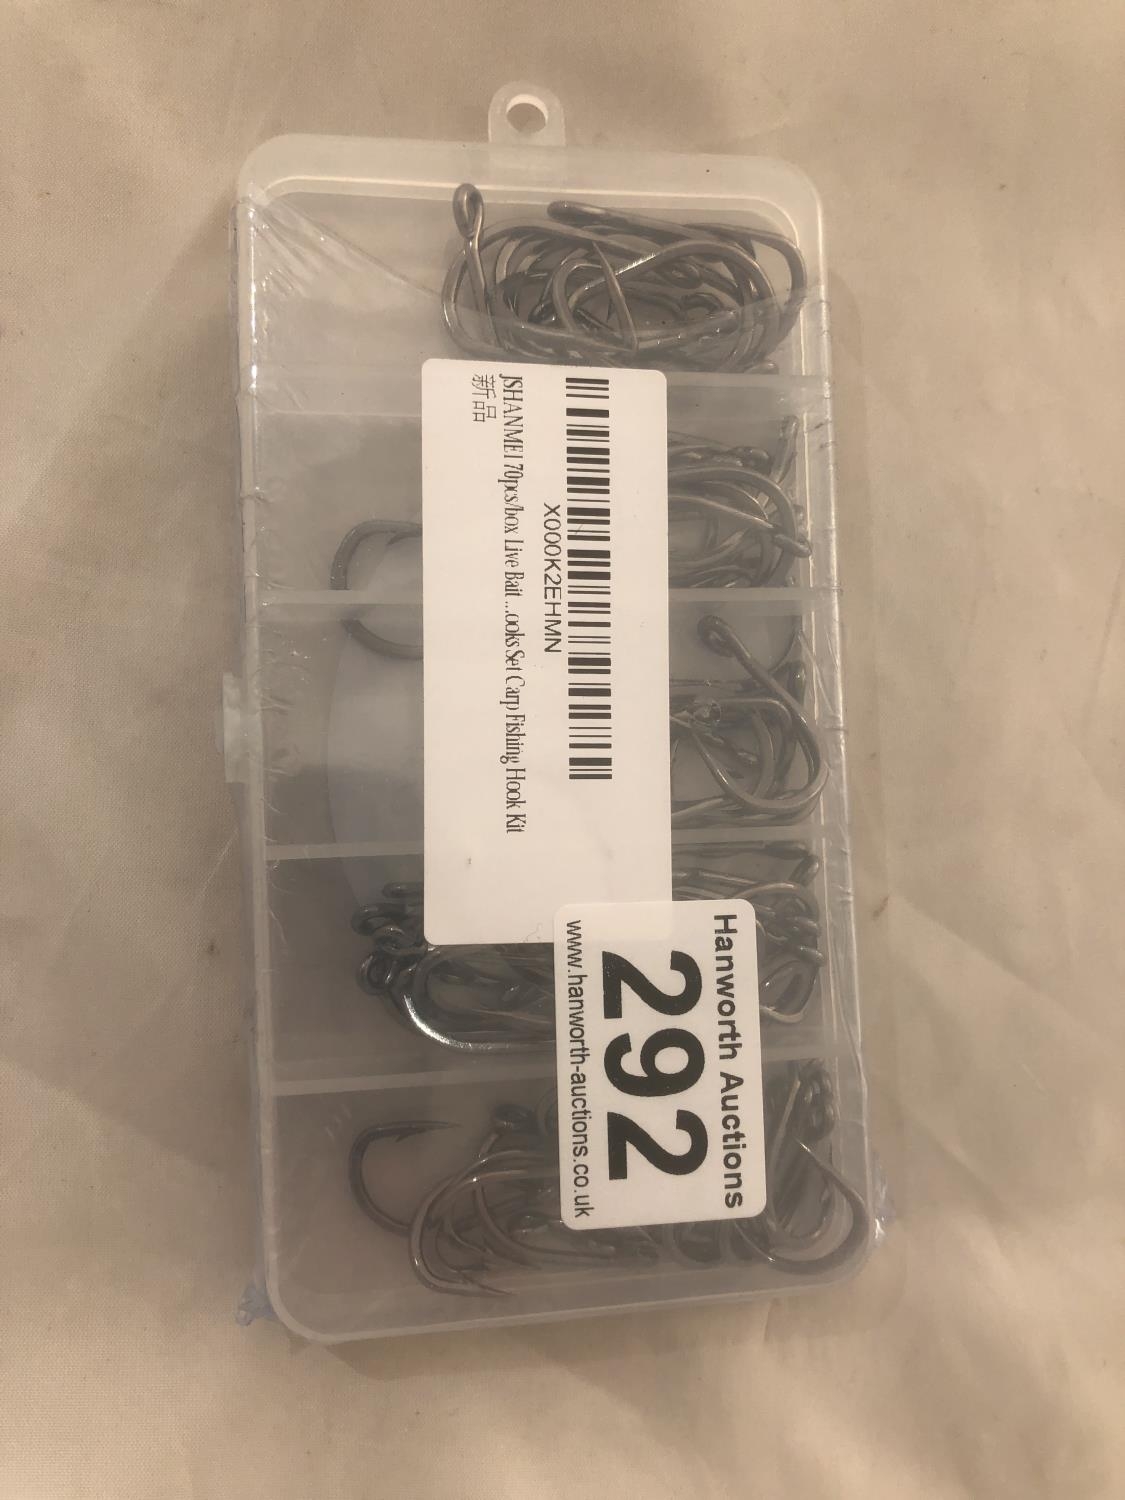 X000K2EHMN
JSHANMEI 70pcs/box Live Bait ...ooks Set Carp Fishing Hook Kit
新品
Hanworth Auctions
292
www.hanworth-auctions.co.uk